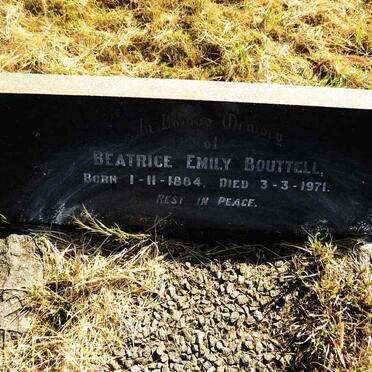 In Loving Memory
of
BEATRICE EMILY BOUTTELL,
BORN 1-11-1884, DIED 3-3-1971.
REST IN PEACE.